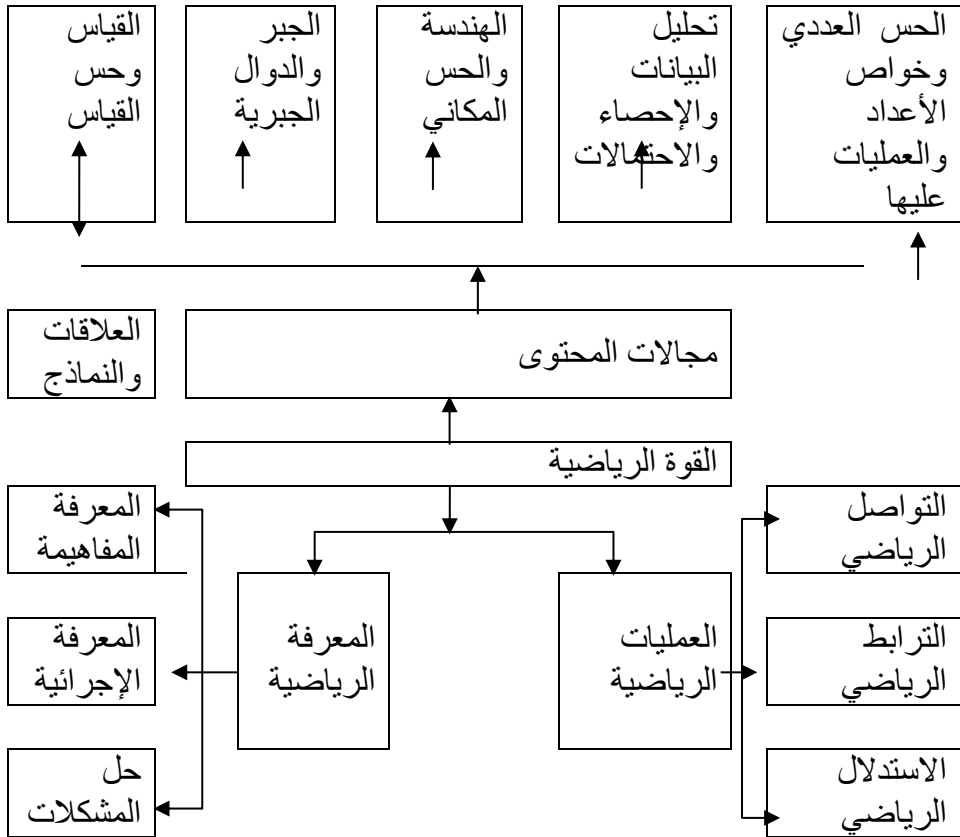 الحس العددي
وخواص
الأعداد
والعمليات
عليها
تحليل
البيانات
والإحصاء
والاحتمالات
الهندسة
والحس
المكاني
الجبر
والدوال
الجبرية
القياس
وحس
القياس
مجالات المحتوى
العلاقات
والنماذج
القوة الرياضية
التواصل
الرياضي
المعرفة
المفاهيمة
العمليات
الرياضية
المعرفة
الرياضية
الترابط
الرياضي
المعرفة
الإجرائية
الاستدلال
الرياضي
حل
المشكلات